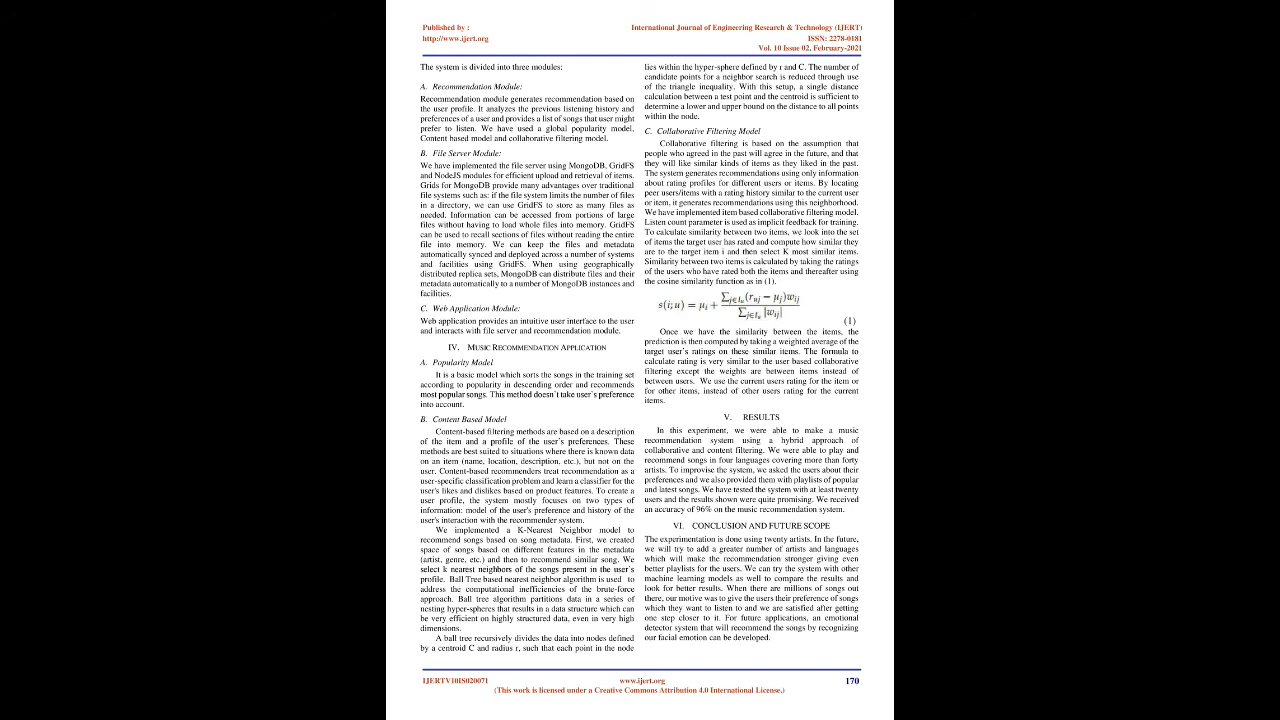 Published by :
http://www.ijert.org
International Journal of Engineering Research & Technology (IJERT)
ISSN: 2278-0181
Vol. 10 Issue 02, February-2021
The system is divided into three modules:
A. Recommendation Module:
Recommendation module generates recommendation based on
the user profile. It analyzes the previous listening history and
preferences of a user and provides a list of songs that user might
prefer to listen. We have used a global popularity model,
Content based model and collaborative filtering model.
B. File Server Module:
We have implemented the file server using MongoDB, GridFS
and NodeJS modules for efficient upload and retrieval of items.
Grids for MongoDB provide many advantages over traditional
file systems such as: if the file system limits the number of files
in a directory, we can use GridFS to store as many files as
needed. Information can be accessed from portions of large
files without having to load whole files into memory. GridFS
can be used to recall sections of files without reading the entire
file into memory. We can keep the files and metadata
automatically synced and deployed across a number of systems
and facilities using GridFS. When using geographically
distributed replica sets, MongoDB can distribute files and their
metadata automatically to a number of MongoDB instances and
facilities.
C. Web Application Module:
Web application provides an intuitive user interface to the user
and interacts with file server and recommendation module.
IV. MUSIC RECOMMENDATION APPLICATION
A. Popularity Model
It is a basic model which sorts the songs in the training set
according to popularity in descending order and recommends
most popular songs. This method doesn't take user's preference
into account.
B. Content Based Model
Content-based filtering methods are based on a description
of the item and a profile of the user's preferences. These
methods are best suited to situations where there is known data
on an item (name, location, description, etc.), but not on the
user. Content-based recommenders treat recommendation as a
user-specific classification problem and learn a classifier for the
user's likes and dislikes based on product features. To create a
user profile, the system mostly focuses on two types of
information: model of the user's preference and history of the
user's interaction with the recommender system.
We implemented a K-Nearest Neighbor model to
recommend songs based on song metadata. First, we created
space of songs based on different features in the metadata
(artist, genre, etc.) and then to recommend similar song. We
select k nearest neighbors of the songs present in the user's
profile. Ball Tree based nearest neighbor algorithm is used to
address the computational inefficiencies of the brute-force
approach. Ball tree algorithm partitions data in a series of
nesting hyper-spheres that results in a data structure which can
be very efficient on highly structured data, even in very high
dimensions.
A ball tree recursively divides the data into nodes defined
by a centroid C and radius r, such that each point in the node
lies within the hyper-sphere defined by r and C. The number of
candidate points for a neighbor search is reduced through use
of the triangle inequality. With this setup, a single distance
calculation between a test point and the centroid is sufficient to
determine a lower and upper bound on the distance to all points
within the node.
C. Collaborative Filtering Model
Collaborative filtering is based on the assumption that
people who agreed in the past will agree in the future, and that
they will like similar kinds of items as they liked in the past.
The system generates recommendations using only information
about rating profiles for different users or items. By locating
peer users/items with a rating history similar to the current user
or item, it generates recommendations using this neighborhood.
We have implemented item based collaborative filtering model.
Listen count parameter is used as implicit feedback for training.
To calculate similarity between two items, we look into the set
of items the target user has rated and compute how similar they
are to the target item i and then select K most similar items.
Similarity between two items is calculated by taking the ratings
of the users who have rated both the items and thereafter using
the cosine similarity function as in (1).
s(i; u) = μi + ∑j∈Iu(ruj − μj)wij / ∑j∈Iu |wij|
(1)
Once we have the similarity between the items, the
prediction is then computed by taking a weighted average of the
target user's ratings on these similar items. The formula to
calculate rating is very similar to the user based collaborative
filtering except the weights are between items instead of
between users. We use the current users rating for the item or
for other items, instead of other users rating for the current
items.
V. RESULTS
In this experiment, we were able to make a music
recommendation system using a hybrid approach of
collaborative and content filtering. We were able to play and
recommend songs in four languages covering more than forty
artists. To improvise the system, we asked the users about their
preferences and we also provided them with playlists of popular
and latest songs. We have tested the system with at least twenty
users and the results shown were quite promising. We received
an accuracy of 96% on the music recommendation system.
VI. CONCLUSION AND FUTURE SCOPE
The experimentation is done using twenty artists. In the future,
we will try to add a greater number of artists and languages
which will make the recommendation stronger giving even
better playlists for the users. We can try the system with other
machine learning models as well to compare the results and
look for better results. When there are millions of songs out
there, our motive was to give the users their preference of songs
which they want to listen to and we are satisfied after getting
one step closer to it. For future applications, an emotional
detector system that will recommend the songs by recognizing
our facial emotion can be developed.
IJERTV10IS020071
www.ijert.org
170
(This work is licensed under a Creative Commons Attribution 4.0 International License.)